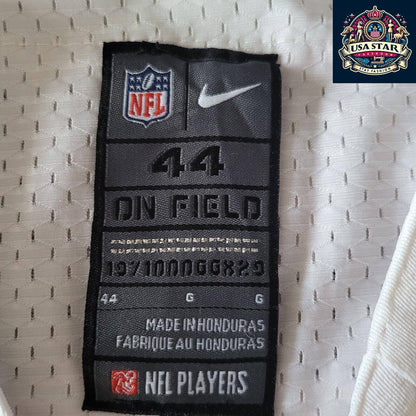 USA STAR
NFL
44
ON FIELD
44 G G
MADE IN HONDURAS
FABRIQUE AU HONDURAS
NFL PLAYERS